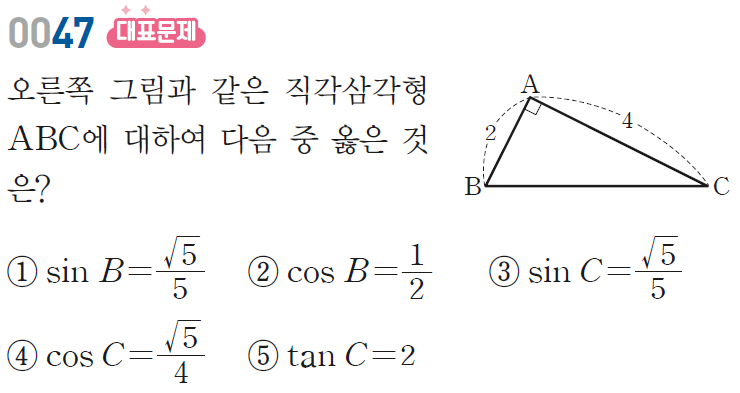 0047 대표문제
오른쪽 그림과 같은 직각삼각형
ABC에 대하여 다음 중 옳은 것
은?
A
2
4
B
C
① sin B=√5/5 ② cos B=1/2 ③ sin C=√5/5
④ cos C=√5/4 ⑤ tan C=2